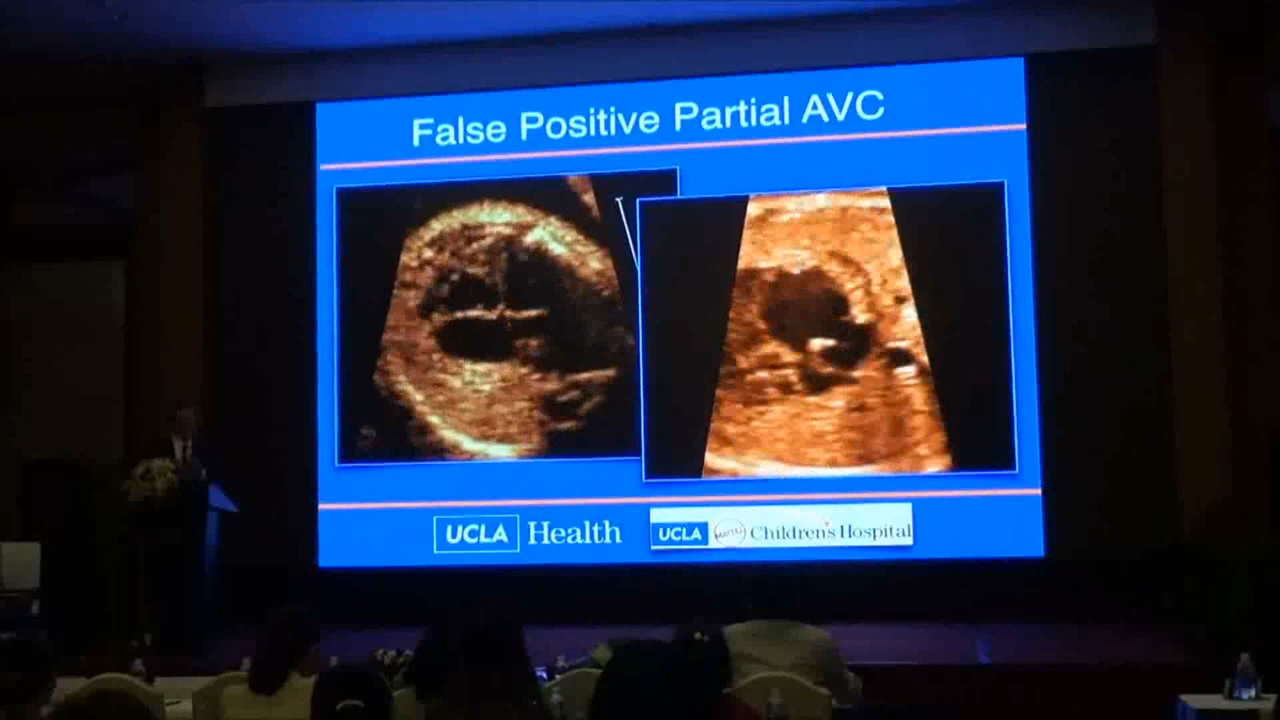 False Positive Partial AVC
UCLA Health
UCLA Children's Hospital